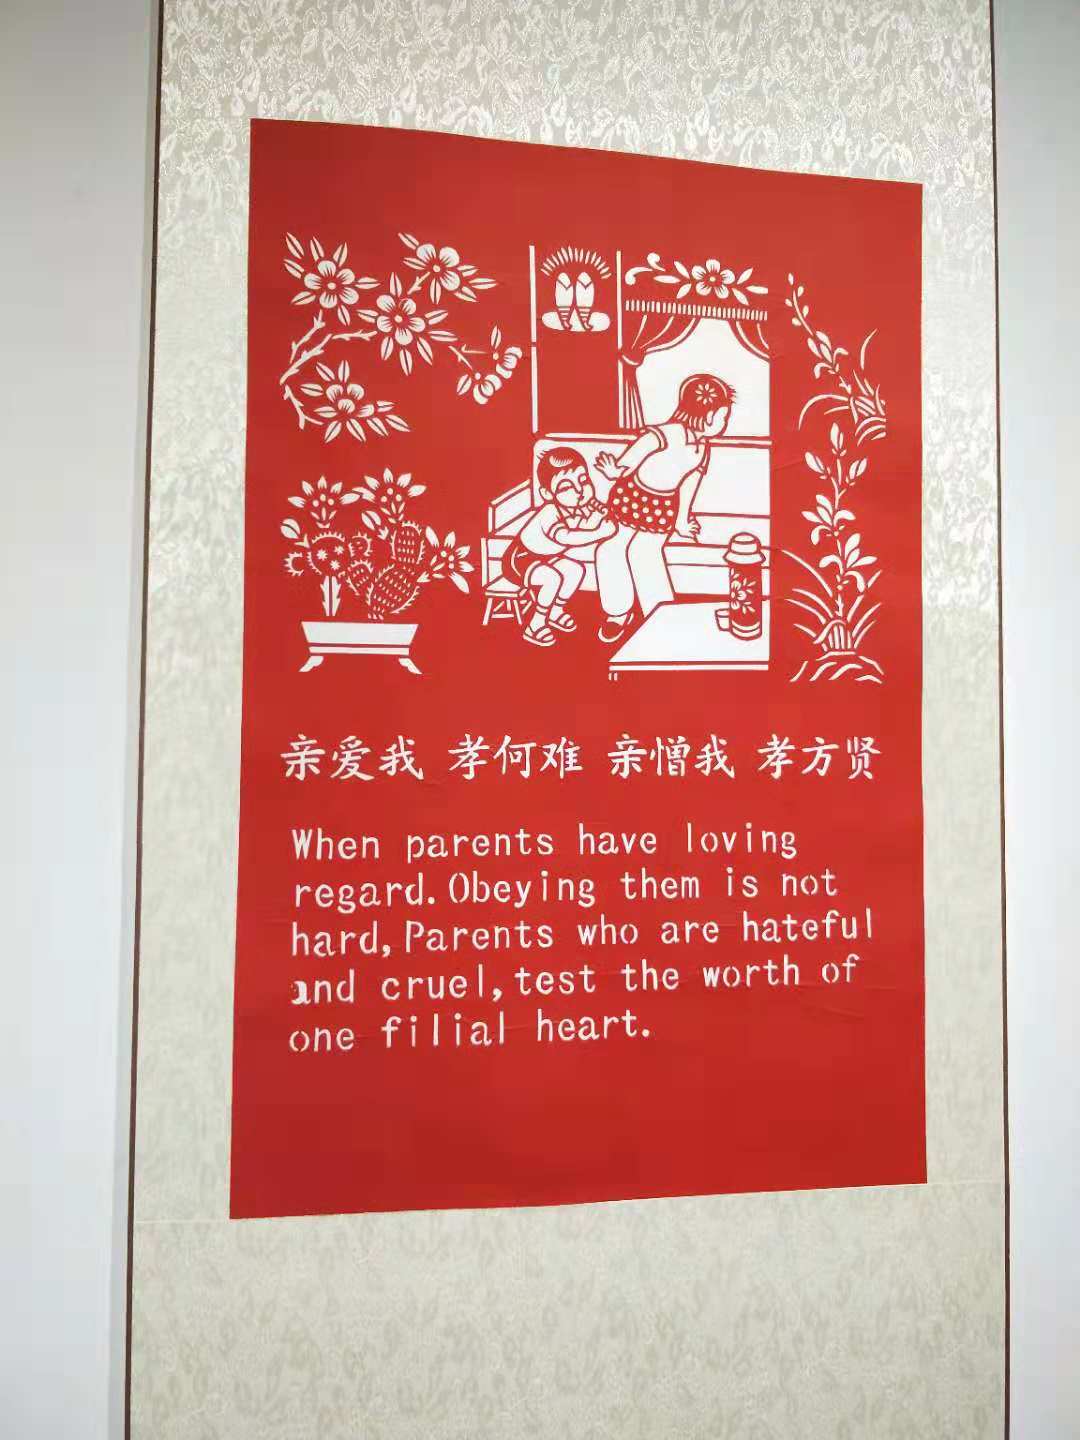 亲爱我 孝何难 亲憎我 孝方贤
When parents have loving
regard.Obeying them is not
hard,Parents who are hateful
and cruel,test the worth of
one filial heart.